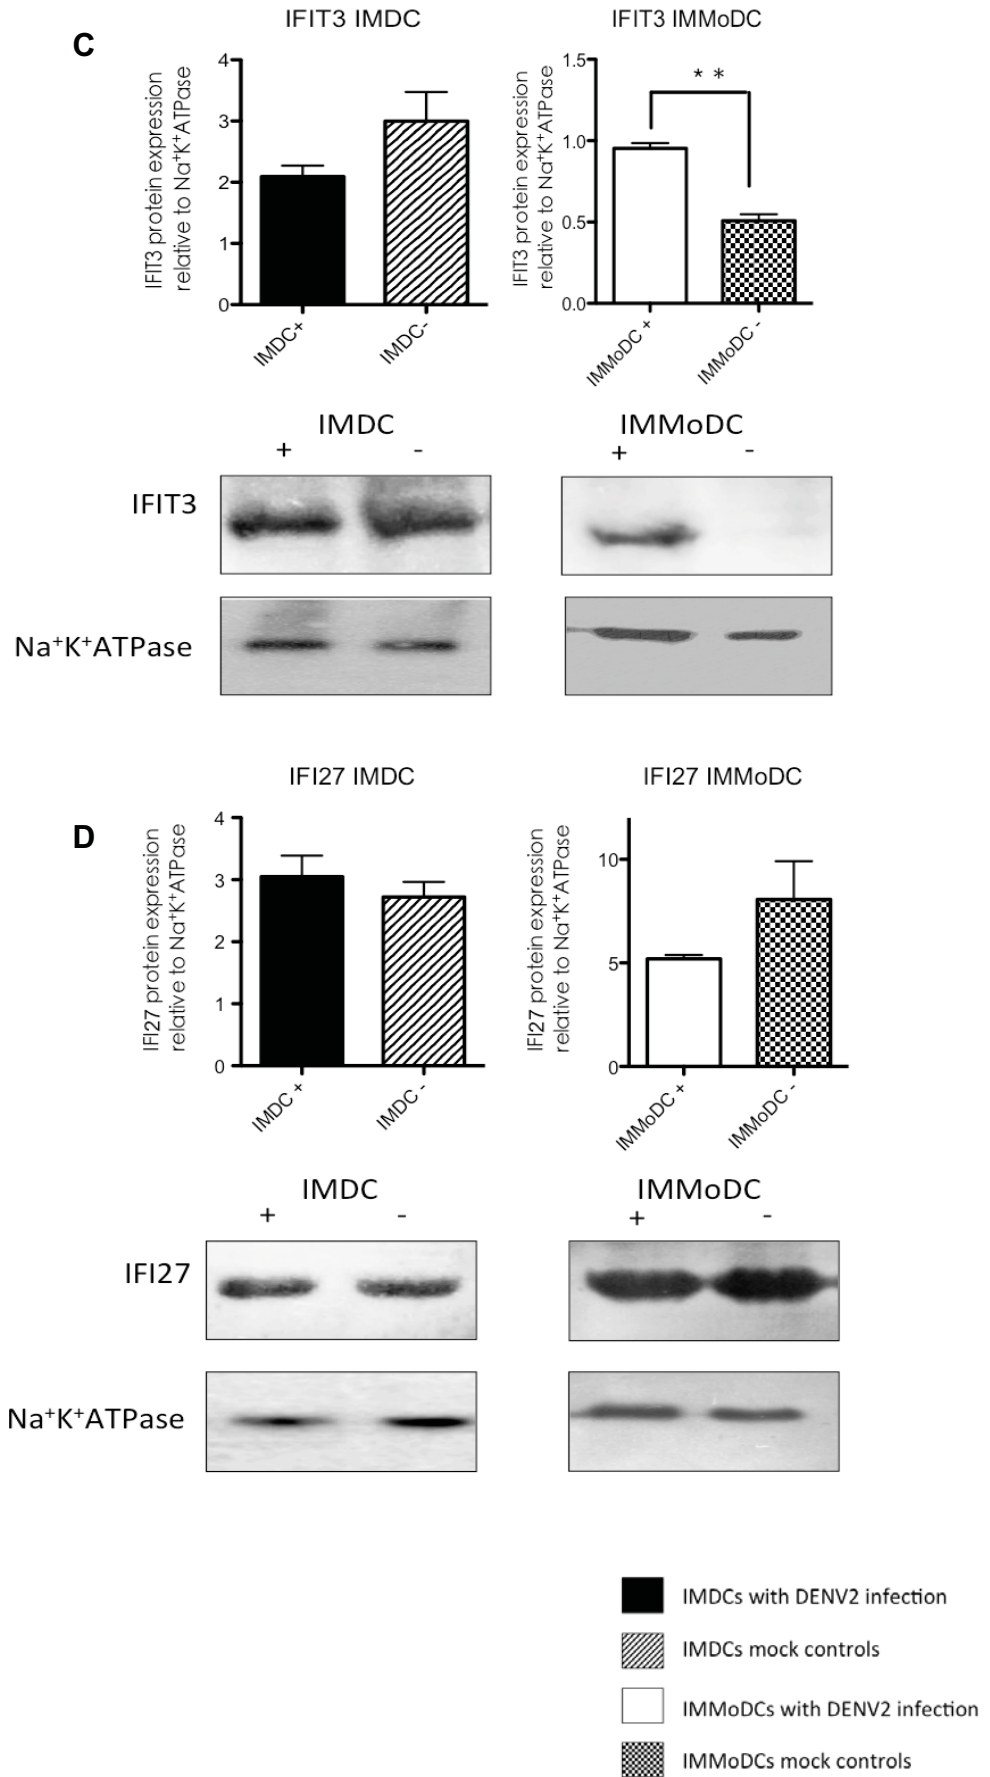 C
IFIT3 IMDC
IFIT3 protein expression
relative to Na⁺K⁺ATPase
4
3
2
1
0
IMDC+
IMDC-
IFIT3 IMMoDC
IFIT3 protein expression
relative to Na⁺K⁺ATPase
1.5
1.0
0.5
0.0
* *
IMMoDC +
IMMoDC -
IMDC
+ -
IMMoDC
+ -
IFIT3
Na⁺K⁺ATPase
D
IFI27 IMDC
IFI27 protein expression
relative to Na⁺K⁺ATPase
4
3
2
1
0
IMDC +
IMDC -
IFI27 IMMoDC
IFI27 protein expression
relative to Na⁺K⁺ATPase
10
5
0
IMMoDC +
IMMoDC -
IMDC
+ -
IMMoDC
+ -
IFI27
Na⁺K⁺ATPase
IMDCs with DENV2 infection
IMDCs mock controls
IMMoDCs with DENV2 infection
IMMoDCs mock controls